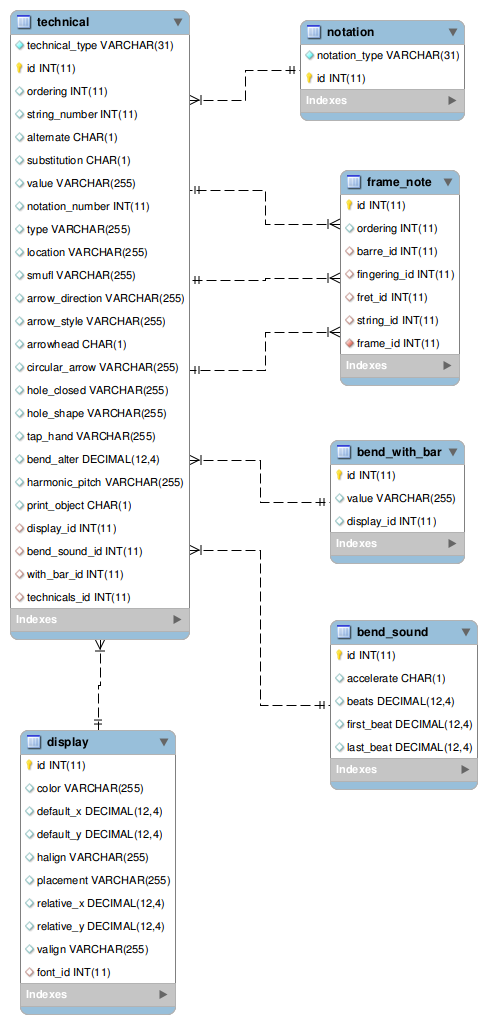 technical
technical_type VARCHAR(31)
id INT(11)
ordering INT(11)
string_number INT(11)
alternate CHAR(1)
substitution CHAR(1)
value VARCHAR(255)
notation_number INT(11)
type VARCHAR(255)
location VARCHAR(255)
smufl VARCHAR(255)
arrow_direction VARCHAR(255)
arrow_style VARCHAR(255)
arrowhead CHAR(1)
circular_arrow VARCHAR(255)
hole_closed VARCHAR(255)
hole_shape VARCHAR(255)
tap_hand VARCHAR(255)
bend_alter DECIMAL(12,4)
harmonic_pitch VARCHAR(255)
print_object CHAR(1)
display_id INT(11)
bend_sound_id INT(11)
with_bar_id INT(11)
technicals_id INT(11)
Indexes
notation
notation_type VARCHAR(31)
id INT(11)
Indexes
frame_note
id INT(11)
ordering INT(11)
barre_id INT(11)
fingering_id INT(11)
fret_id INT(11)
string_id INT(11)
frame_id INT(11)
Indexes
bend_with_bar
id INT(11)
value VARCHAR(255)
display_id INT(11)
Indexes
bend_sound
id INT(11)
accelerate CHAR(1)
beats DECIMAL(12,4)
first_beat DECIMAL(12,4)
last_beat DECIMAL(12,4)
Indexes
display
id INT(11)
color VARCHAR(255)
default_x DECIMAL(12,4)
default_y DECIMAL(12,4)
halign VARCHAR(255)
placement VARCHAR(255)
relative_x DECIMAL(12,4)
relative_y DECIMAL(12,4)
valign VARCHAR(255)
font_id INT(11)
Indexes